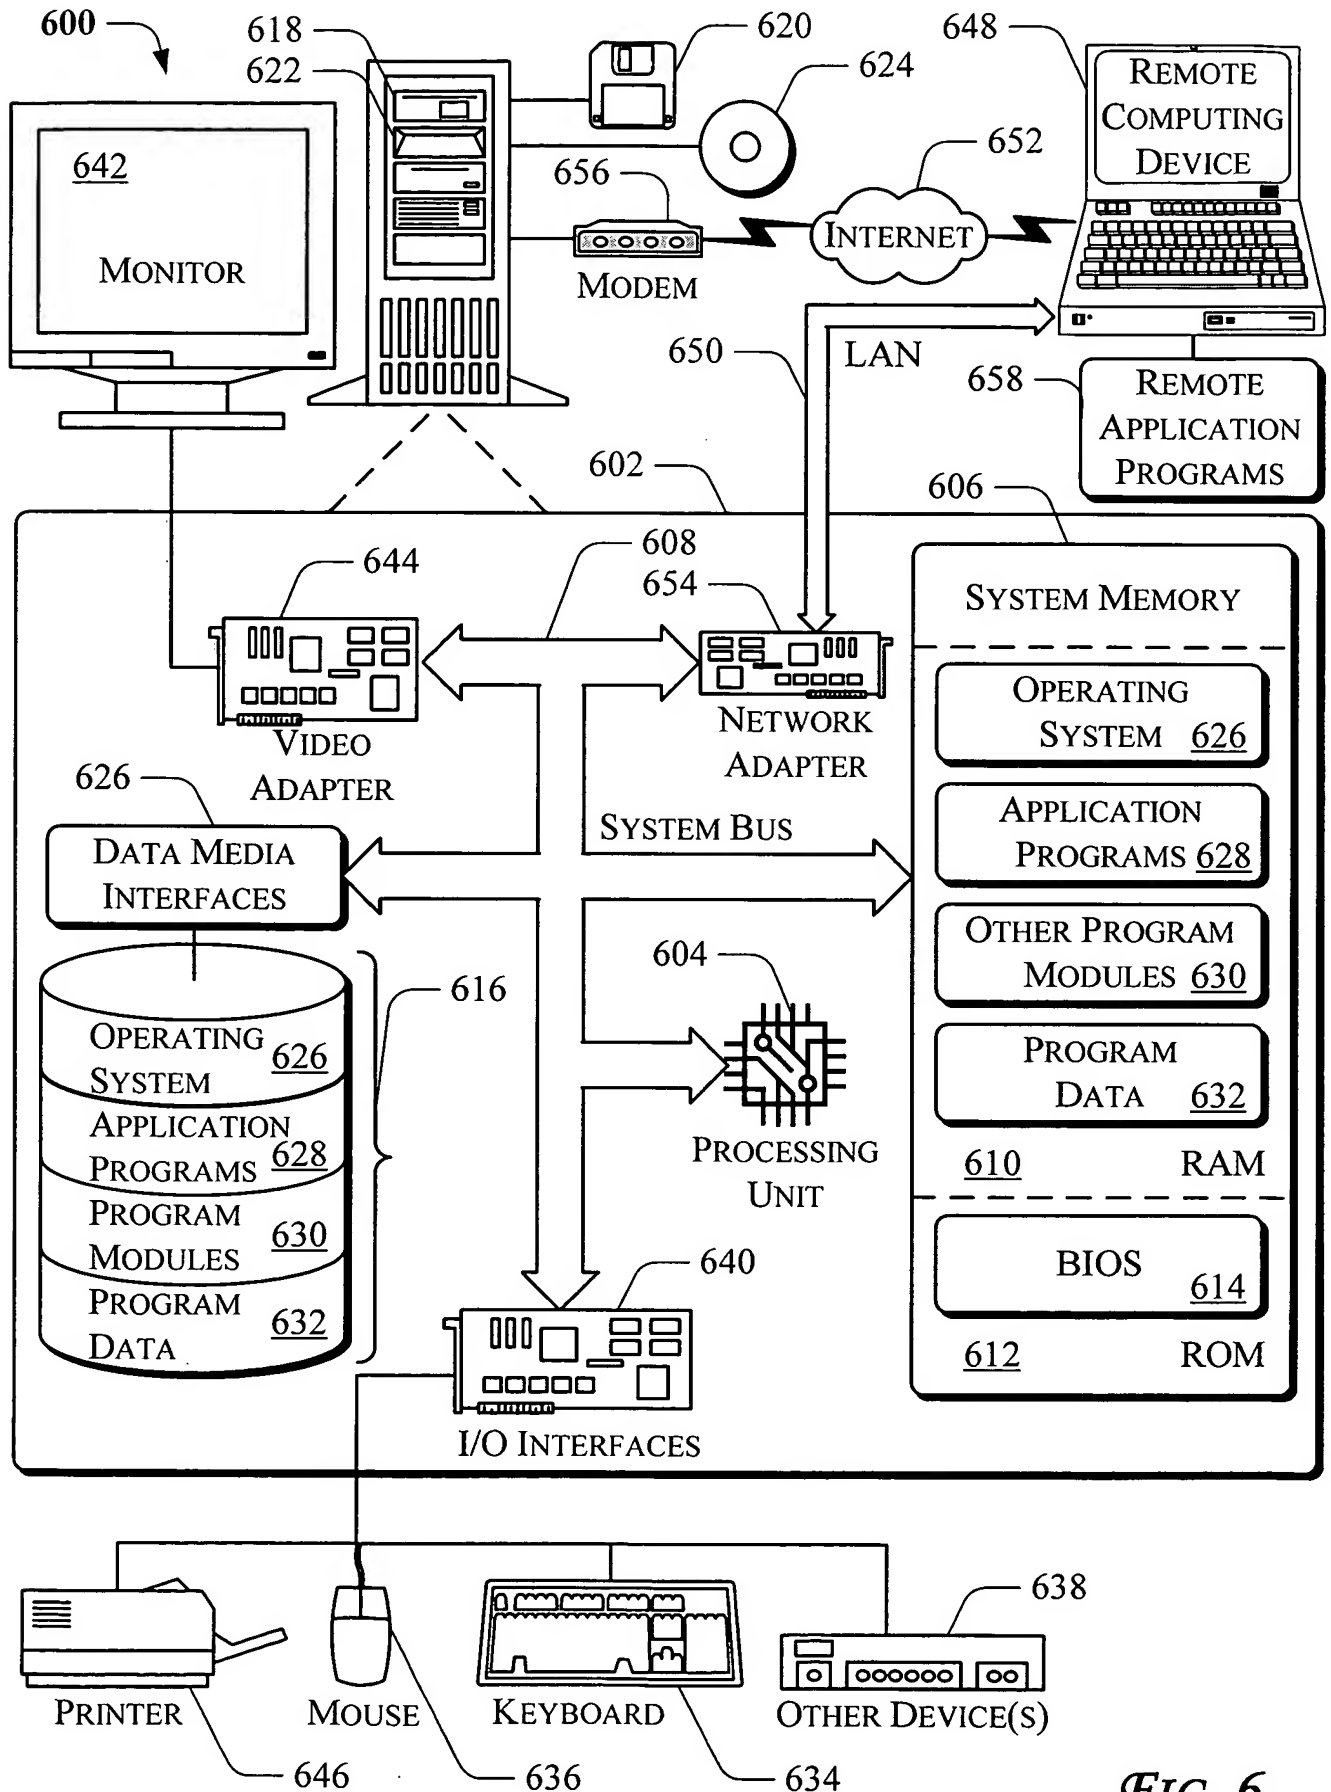 600
618
622
620
624
648
REMOTE
COMPUTING
DEVICE
642
MONITOR
656
MODEM
652
INTERNET
650
LAN
658
REMOTE
APPLICATION
PROGRAMS
602
606
644
608
654
SYSTEM MEMORY
VIDEO
ADAPTER
NETWORK
ADAPTER
OPERATING
SYSTEM 626
626
DATA MEDIA
INTERFACES
SYSTEM BUS
APPLICATION
PROGRAMS 628
OTHER PROGRAM
MODULES 630
604
616
PROCESSING
UNIT
PROGRAM
DATA 632
610 RAM
OPERATING
SYSTEM 626
APPLICATION
PROGRAMS 628
PROGRAM
MODULES 630
PROGRAM
DATA 632
BIOS 614
612 ROM
640
I/O INTERFACES
638
PRINTER
MOUSE
KEYBOARD
OTHER DEVICE(S)
646
636
634
FIG. 6